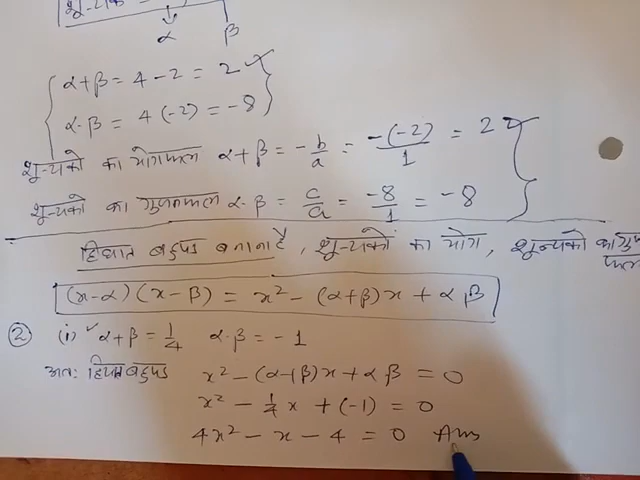 शून्यक
α β
α+β = 4-2 = 2
α·β = 4(-2) = -8
शून्यको का योगफल α+β = -b/a = -(-2)/1 = 2
शून्यको का गुणनफल α·β = c/a = -8/1 = -8
द्विघात बहुपद बनाना है, शून्यकों का योग, शून्यको का गुणनफल
(x-α)(x-β) = x² - (α+β)x + αβ
② (i) α+β = 1/4 α·β = -1
अतः द्विघात बहुपद x² - (α+β)x + αβ = 0
x² - 1/4x + (-1) = 0
4x² - x - 4 = 0 Ans